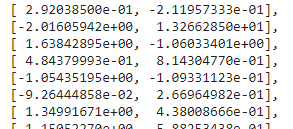 [ 2.92038500e-01, -2.11957333e-01],
[-2.01605942e+00, 1.32662850e+01],
[ 1.63842895e+00, -1.06033401e+00],
[ 4.84379993e-01, 8.14304770e-01],
[-1.05435195e+00, -1.09331123e-01],
[-9.26444858e-02, 2.66964982e-01],
[ 1.34991671e+00, 4.38008666e-01],